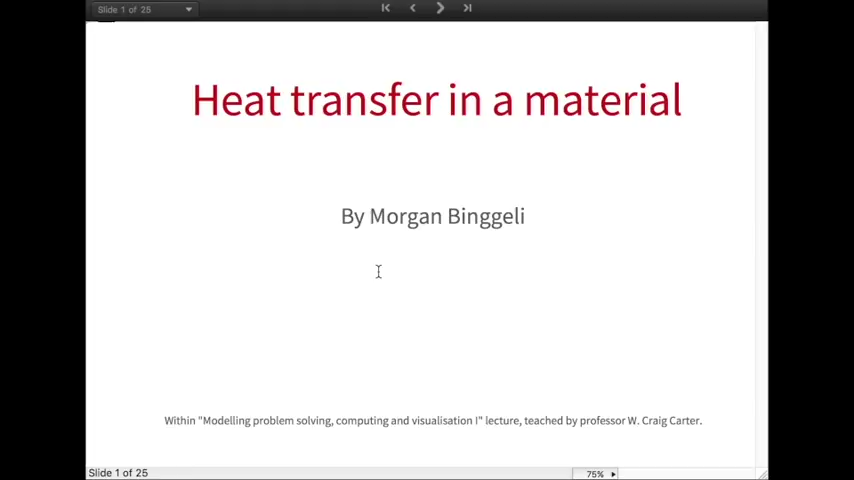 Slide 1 of 25
Heat transfer in a material
By Morgan Binggeli
Within "Modelling problem solving, computing and visualisation I" lecture, teached by professor W. Craig Carter.
Slide 1 of 25
75%